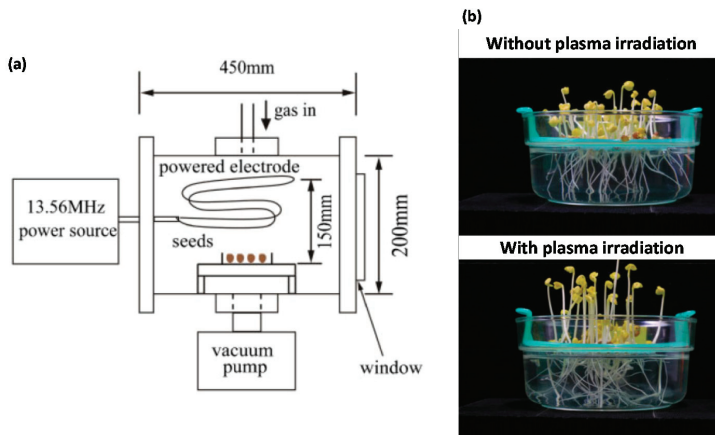 (a)
450mm
gas in
powered electrode
13.56MHz
power source
seeds
150mm
200mm
vacuum
pump
window
(b)
Without plasma irradiation
With plasma irradiation